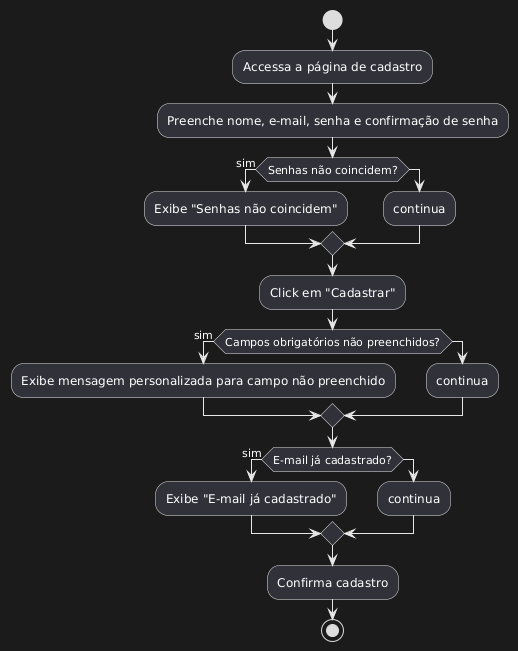 Accessa a página de cadastro
Preenche nome, e-mail, senha e confirmação de senha
sim
Senhas não coincidem?
Exibe "Senhas não coincidem"
continua
Click em "Cadastrar"
sim
Campos obrigatórios não preenchidos?
Exibe mensagem personalizada para campo não preenchido
continua
sim
E-mail já cadastrado?
Exibe "E-mail já cadastrado"
continua
Confirma cadastro